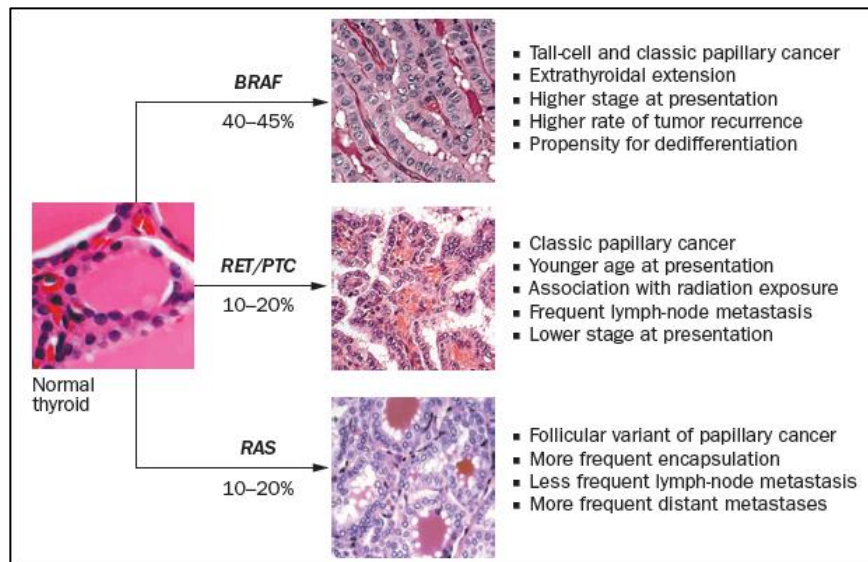 BRAF
40–45%
▪ Tall-cell and classic papillary cancer
▪ Extrathyroidal extension
▪ Higher stage at presentation
▪ Higher rate of tumor recurrence
▪ Propensity for dedifferentiation
Normal
thyroid
RET/PTC
10–20%
▪ Classic papillary cancer
▪ Younger age at presentation
▪ Association with radiation exposure
▪ Frequent lymph-node metastasis
▪ Lower stage at presentation
RAS
10–20%
▪ Follicular variant of papillary cancer
▪ More frequent encapsulation
▪ Less frequent lymph-node metastasis
▪ More frequent distant metastases